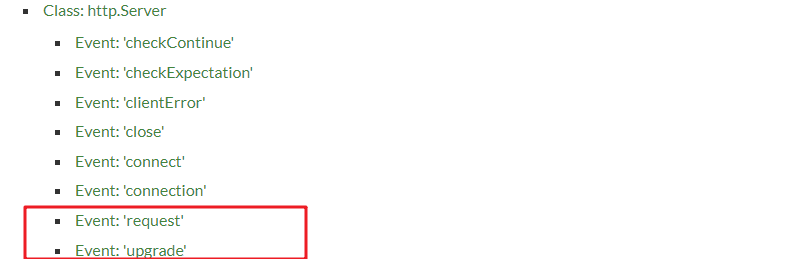 Class: http.Server
Event: 'checkContinue'
Event: 'checkExpectation'
Event: 'clientError'
Event: 'close'
Event: 'connect'
Event: 'connection'
Event: 'request'
Event: 'upgrade'